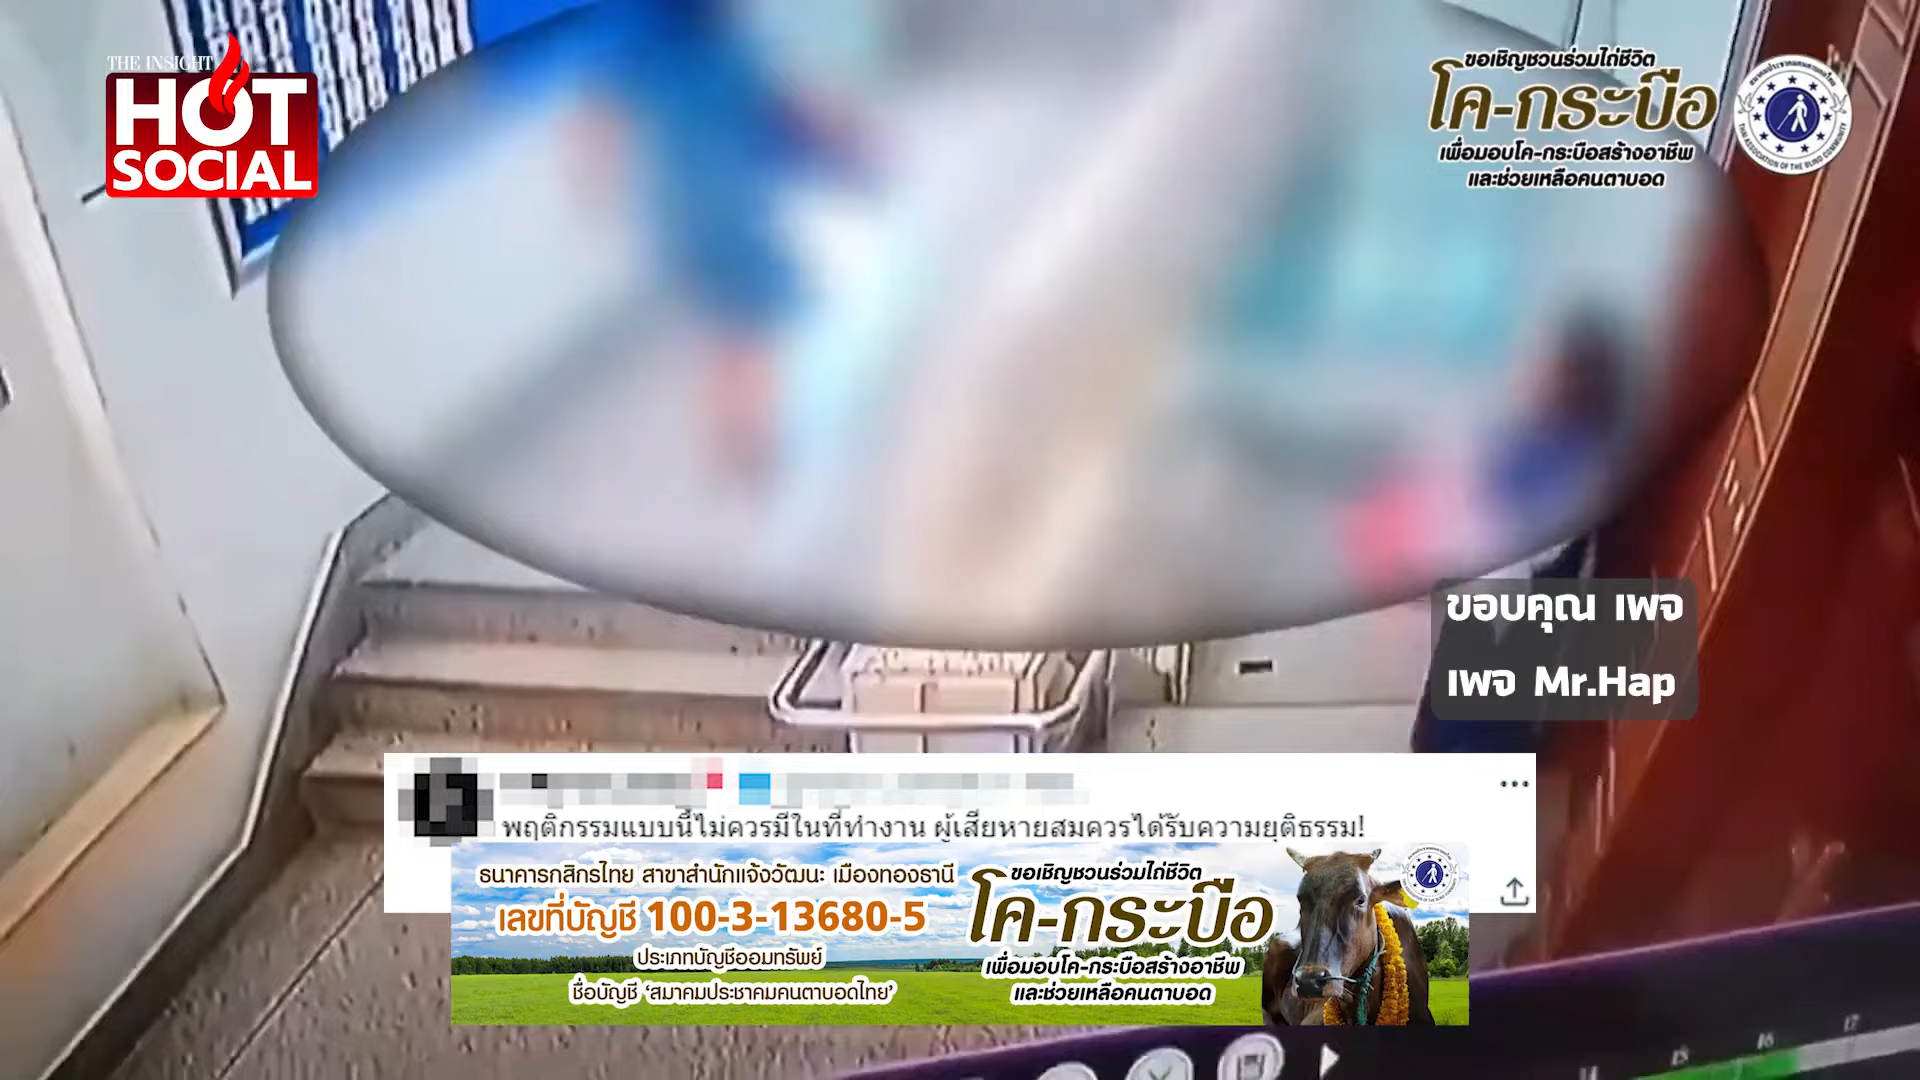 THE INSIGHT
HOT
SOCIAL
ขอเชิญชวนร่วมไถ่ชีวิต
โค-กระบือ
เพื่อมอบโค-กระบือสร้างอาชีพ
และช่วยเหลือคนตาบอด
THAI ASSOCIATION OF THE BLIND COMMUNITY
ขอบคุณ เพจ
เพจ Mr.Hap
พฤติกรรมแบบนี้ไม่ควรมีในที่ทำงาน ผู้เสียหายสมควรได้รับความยุติธรรม!
ธนาคารกสิกรไทย สาขาสำนักแจ้งวัฒนะ เมืองทองธานี
เลขที่บัญชี 100-3-13680-5
ประเภทบัญชีออมทรัพย์
ชื่อบัญชี 'สมาคมประชาคมคนตาบอดไทย'
ขอเชิญชวนร่วมไถ่ชีวิต
โค-กระบือ
เพื่อมอบโค-กระบือสร้างอาชีพ
และช่วยเหลือคนตาบอด
15 16 17